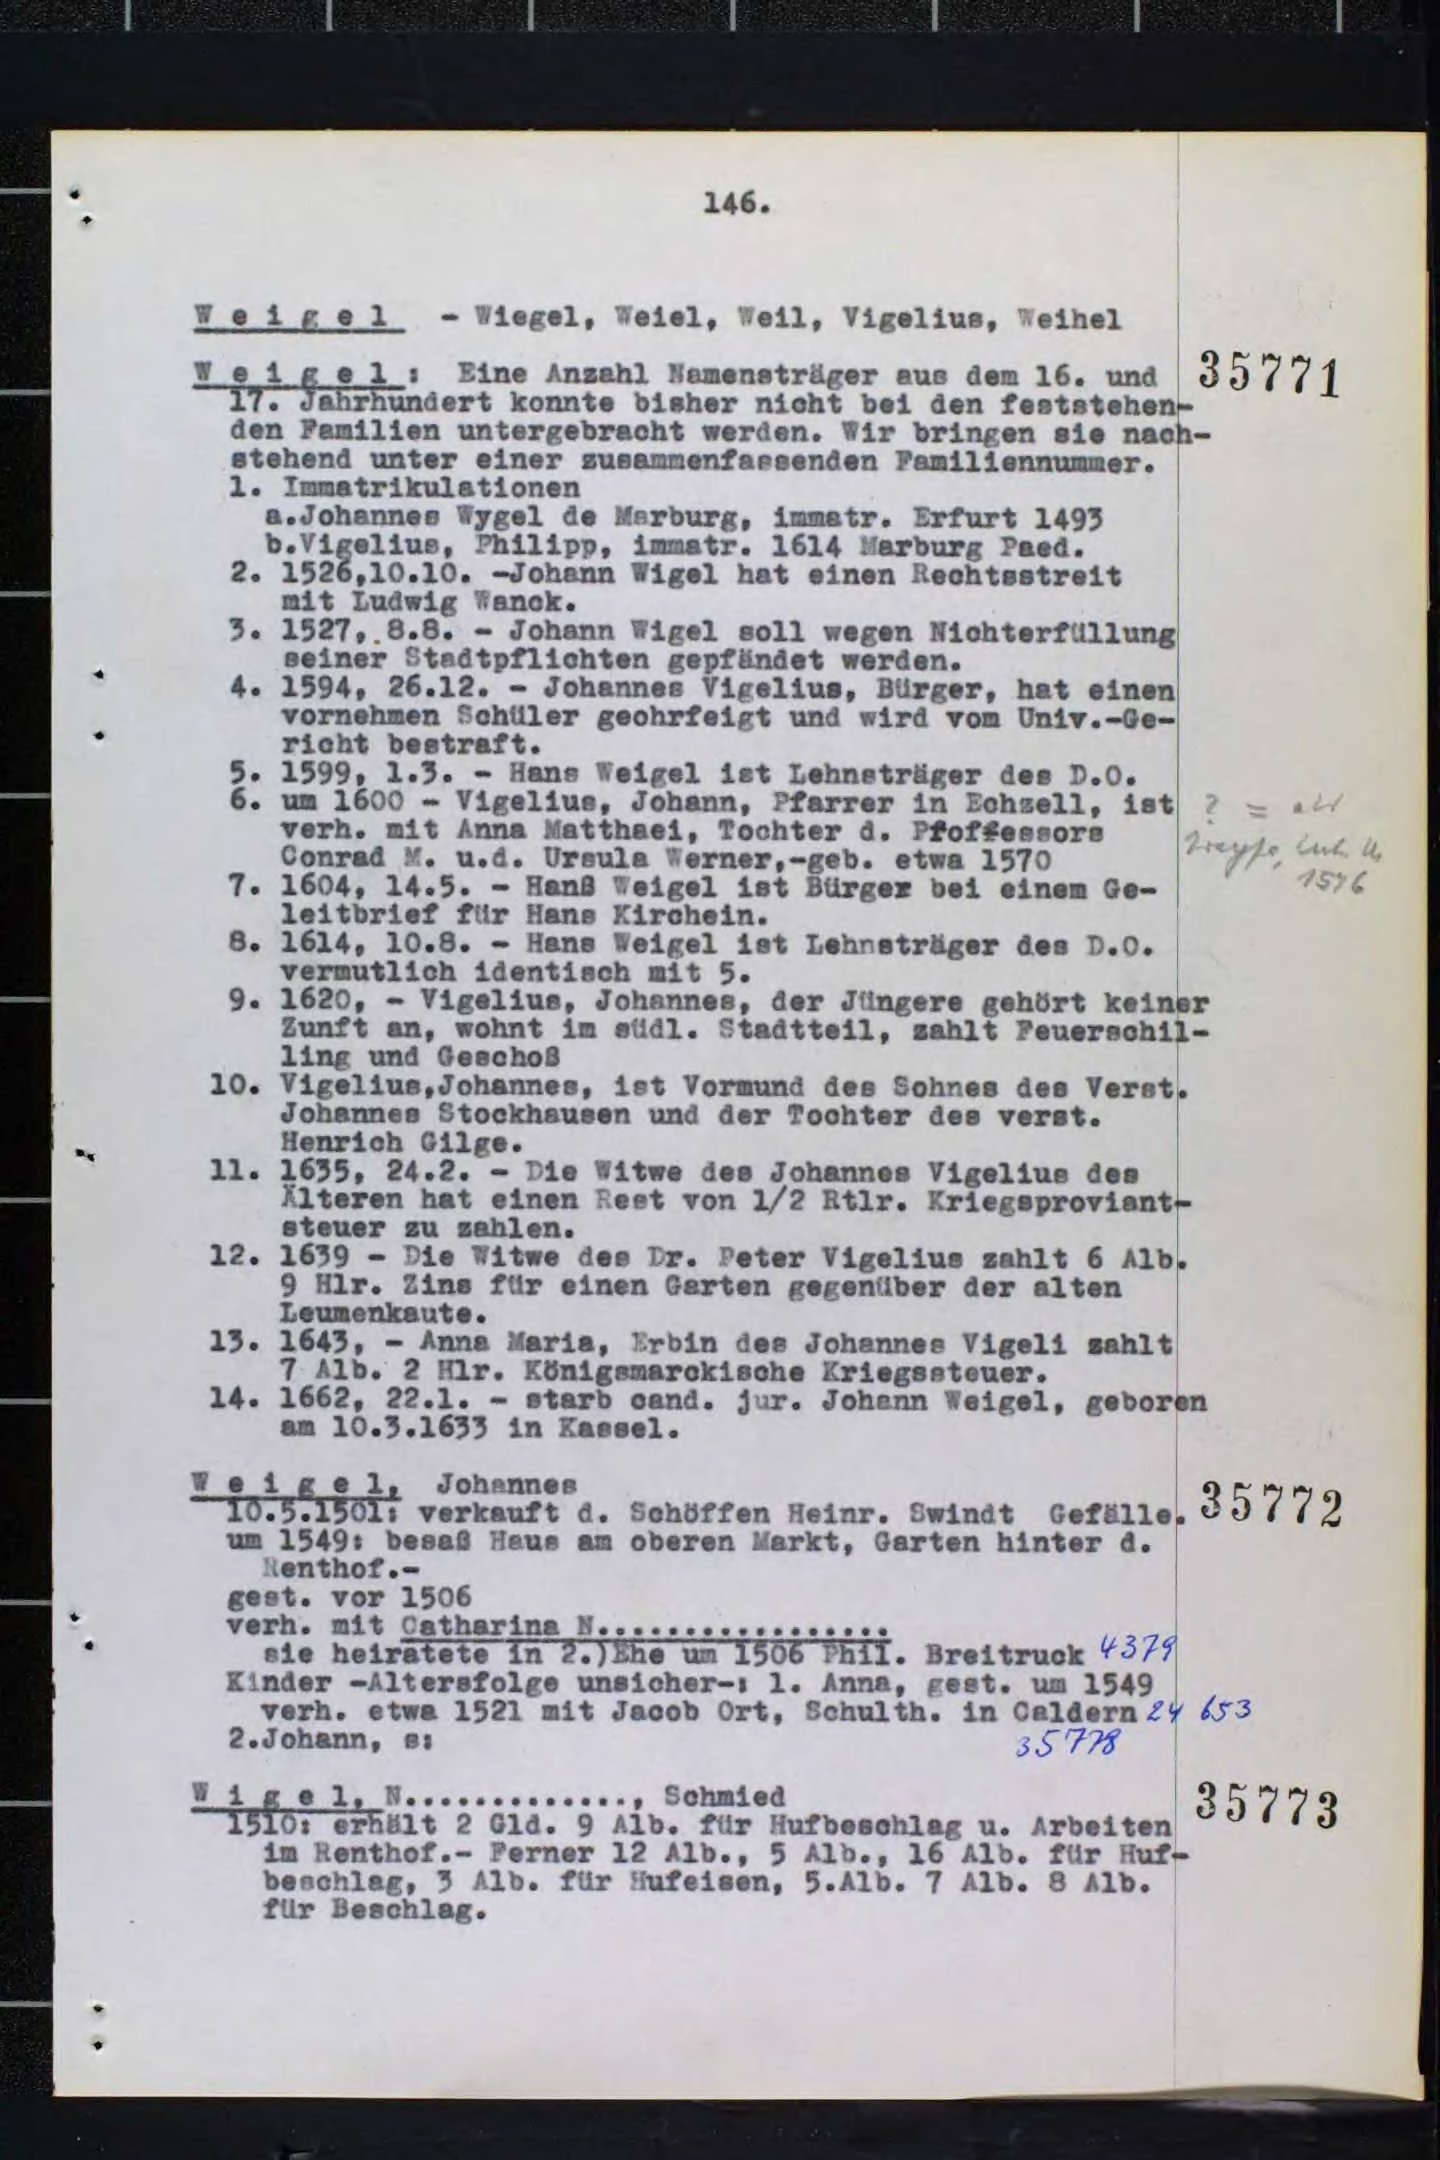 146.
W e i g e l - Wiegel, Weiel, Weil, Vigelius, Weihel
W e i g e l : Eine Anzahl Namensträger aus dem 16. und 35771
17. Jahrhundert konnte bisher nicht bei den feststehen-
den Familien untergebracht werden. Wir bringen sie nach-
stehend unter einer zusammenfassenden Familiennummer.
1. Immatrikulationen
a.Johannes Wygel de Marburg, immatr. Erfurt 1493
b.Vigelius, Philipp, immatr. 1614 Marburg Paed.
2. 1526,10.10. -Johann Wigel hat einen Rechtsstreit
mit Ludwig Wanck.
3. 1527, 8.8. - Johann Wigel soll wegen Nichterfüllung
seiner Stadtpflichten gepfändet werden.
4. 1594, 26.12. - Johannes Vigelius, Bürger, hat einen
vornehmen Schüler geohrfeigt und wird vom Univ.-Ge-
richt bestraft.
5. 1599, 1.3. - Hans Weigel ist Lehnsträger des D.O.
6. um 1600 - Vigelius, Johann, Pfarrer in Echzell, ist ? =
verh. mit Anna Matthaei, Tochter d. Pfoffessors
Conrad M. u.d. Ursula Werner,-geb. etwa 1570 1576
7. 1604, 14.5. - Hanß Weigel ist Bürger bei einem Ge-
leitbrief für Hans Kirchein.
8. 1614, 10.8. - Hans Weigel ist Lehnsträger des D.O.
vermutlich identisch mit 5.
9. 1620, - Vigelius, Johannes, der Jüngere gehört keiner
Zunft an, wohnt im südl. Stadtteil, zahlt Feuerschil-
ling und Geschoß
10. Vigelius,Johannes, ist Vormund des Sohnes des Verst.
Johannes Stockhausen und der Tochter des verst.
Henrich Gilge.
11. 1635, 24.2. - Die Witwe des Johannes Vigelius des
Älteren hat einen Rest von 1/2 Rtlr. Kriegsproviant-
steuer zu zahlen.
12. 1639 - Die Witwe des Dr. Peter Vigelius zahlt 6 Alb.
9 Hlr. Zins für einen Garten gegenüber der alten
Leumenkaute.
13. 1643, - Anna Maria, Erbin des Johannes Vigeli zahlt
7 Alb. 2 Hlr. Königsmarckische Kriegssteuer.
14. 1662, 22.1. - starb cand. jur. Johann Weigel, geboren
am 10.3.1633 in Kassel.
W e i g e l, Johannes
10.5.1501: verkauft d. Schöffen Heinr. Swindt Gefälle. 35772
um 1549: besaß Haus am oberen Markt, Garten hinter d.
Renthof.-
gest. vor 1506
verh. mit Catharina N.................
sie heiratete in 2.)Ehe um 1506 Phil. Breitruck 4379
Kinder -Altersfolge unsicher-: 1. Anna, gest. um 1549
verh. etwa 1521 mit Jacob Ort, Schulth. in Caldern 24 653
2.Johann, s: 35778
W i g e l, N............., Schmied 35773
1510: erhält 2 Gld. 9 Alb. für Hufbeschlag u. Arbeiten
im Renthof.- Ferner 12 Alb., 5 Alb., 16 Alb. für Huf-
beschlag, 3 Alb. für Hufeisen, 5.Alb. 7 Alb. 8 Alb.
für Beschlag.